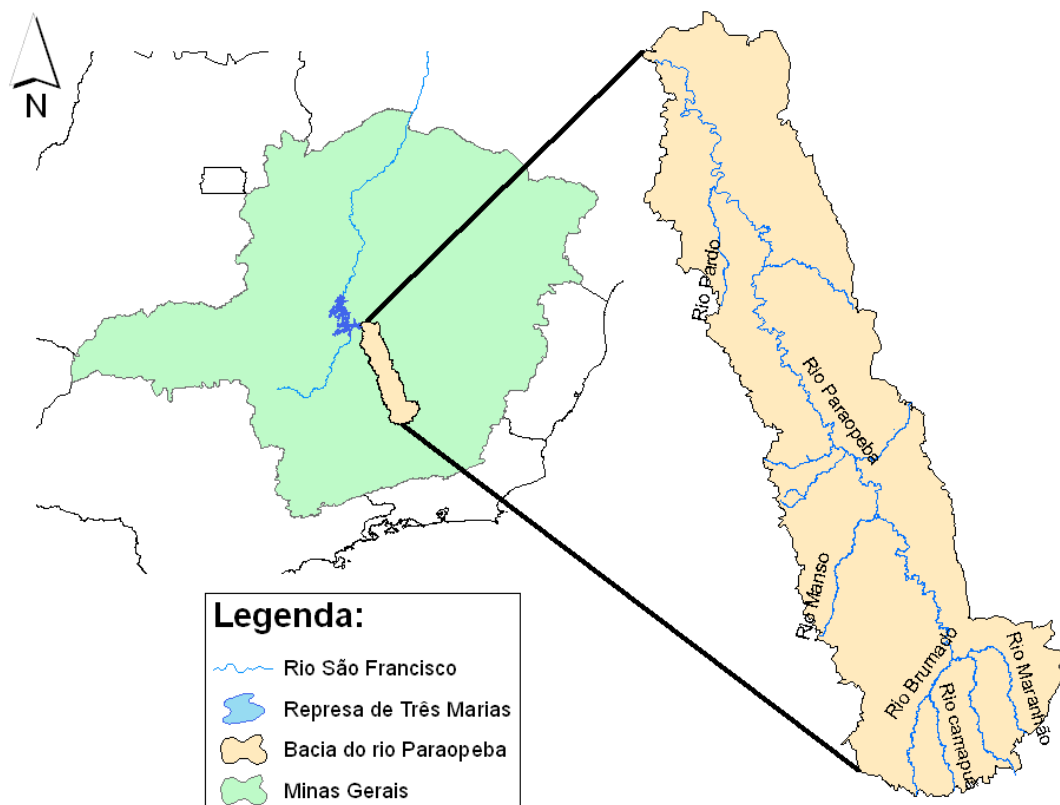 N
Rio Pardo
Rio Paraopeba
Rio Manso
Rio Brumado
Rio camapuã
Rio Maranhão
Legenda:
Rio São Francisco
Represa de Três Marias
Bacia do rio Paraopeba
Minas Gerais